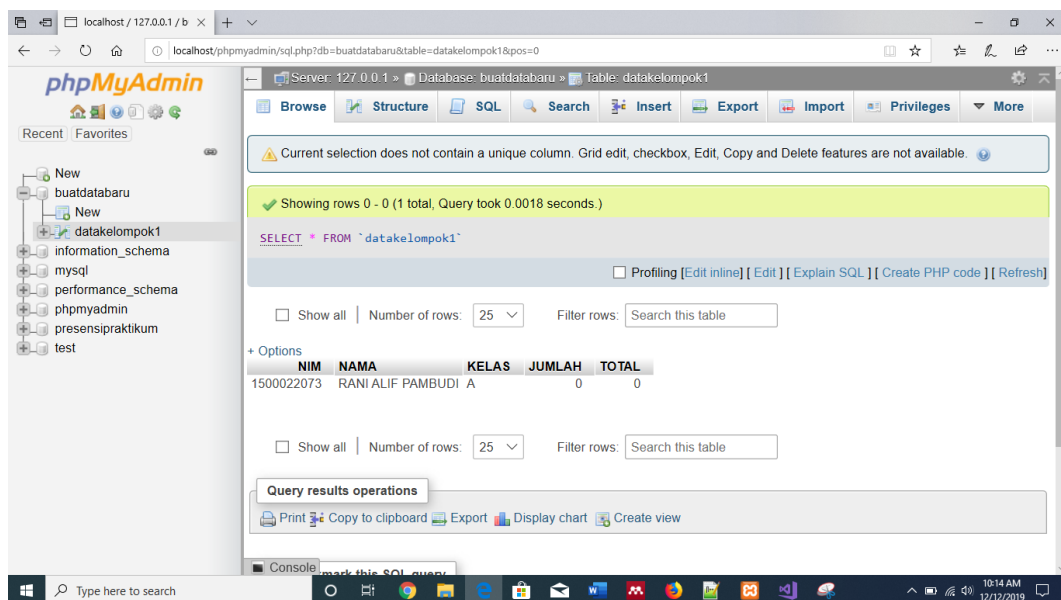 localhost / 127.0.0.1 / b
localhost/phpmyadmin/sql.php?db=buatdatabaru&table=datakelompok1&pos=0
phpMyAdmin
Recent Favorites
New
buatdatabaru
New
datakelompok1
information_schema
mysql
performance_schema
phpmyadmin
presensipraktikum
test
Server: 127.0.0.1 » Database: buatdatabaru » Table: datakelompok1
Browse Structure SQL Search Insert Export Import Privileges More
Current selection does not contain a unique column. Grid edit, checkbox, Edit, Copy and Delete features are not available.
Showing rows 0 - 0 (1 total, Query took 0.0018 seconds.)
SELECT * FROM `datakelompok1`
Profiling [Edit inline] [ Edit ] [ Explain SQL ] [ Create PHP code ] [ Refresh]
Show all | Number of rows: 25 Filter rows: Search this table
+ Options
NIM NAMA KELAS JUMLAH TOTAL
1500022073 RANI ALIF PAMBUDI A 0 0
Show all | Number of rows: 25 Filter rows: Search this table
Query results operations
Print Copy to clipboard Export Display chart Create view
Console
mark this SQL query
Type here to search
10:14 AM
12/12/2019